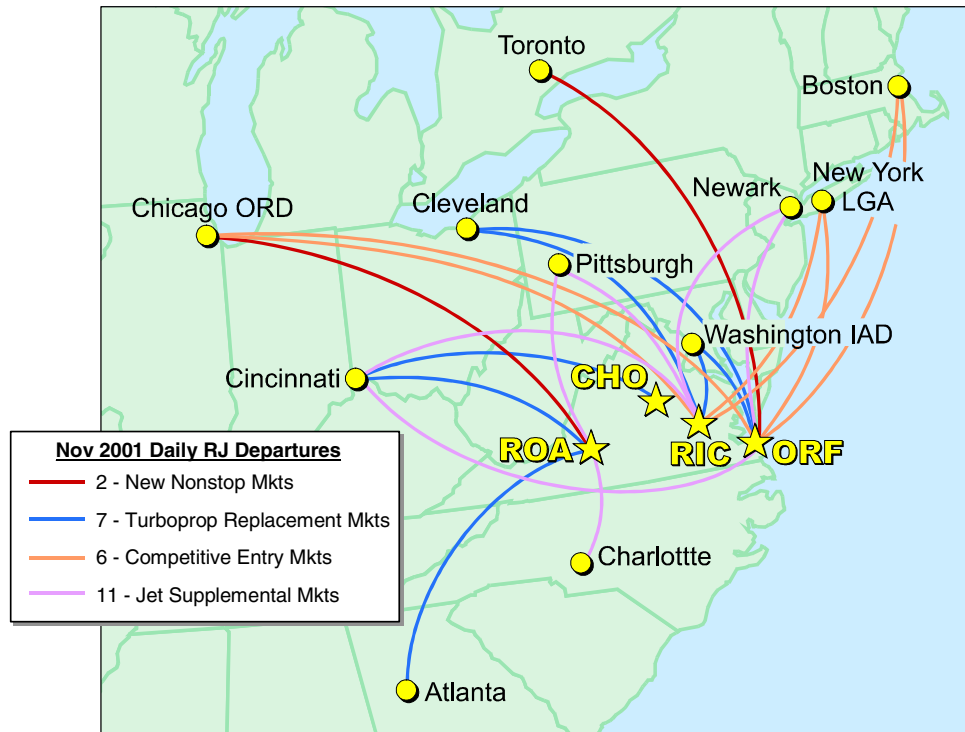 Toronto
Boston
New York
LGA
Newark
Cleveland
Chicago ORD
Pittsburgh
Washington IAD
Cincinnati
CHO
ROA
RIC
ORF
Nov 2001 Daily RJ Departures
2 - New Nonstop Mkts
7 - Turboprop Replacement Mkts
6 - Competitive Entry Mkts
11 - Jet Supplemental Mkts
Charlottte
Atlanta